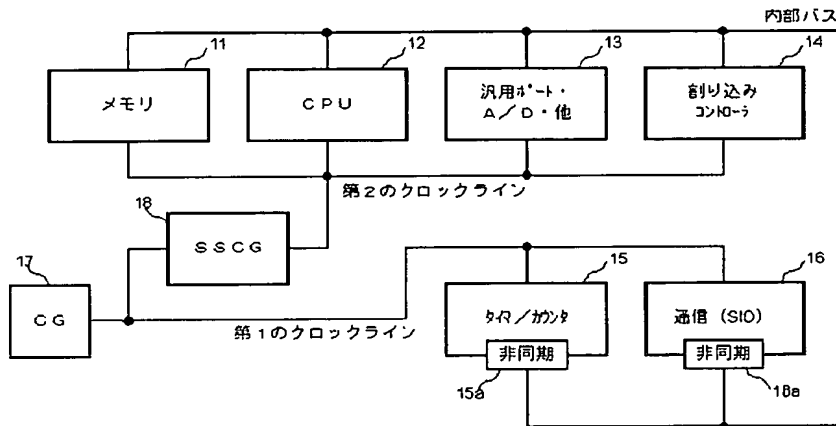 内部バス
11
12
13
14
メモリ
CPU
汎用ポート・
A/D・他
割り込み
コントローラ
第2のクロックライン
18
SSCG
17
CG
第1のクロックライン
15
16
タイマ/カウンタ
通信 (SIO)
非同期
非同期
15a
16a